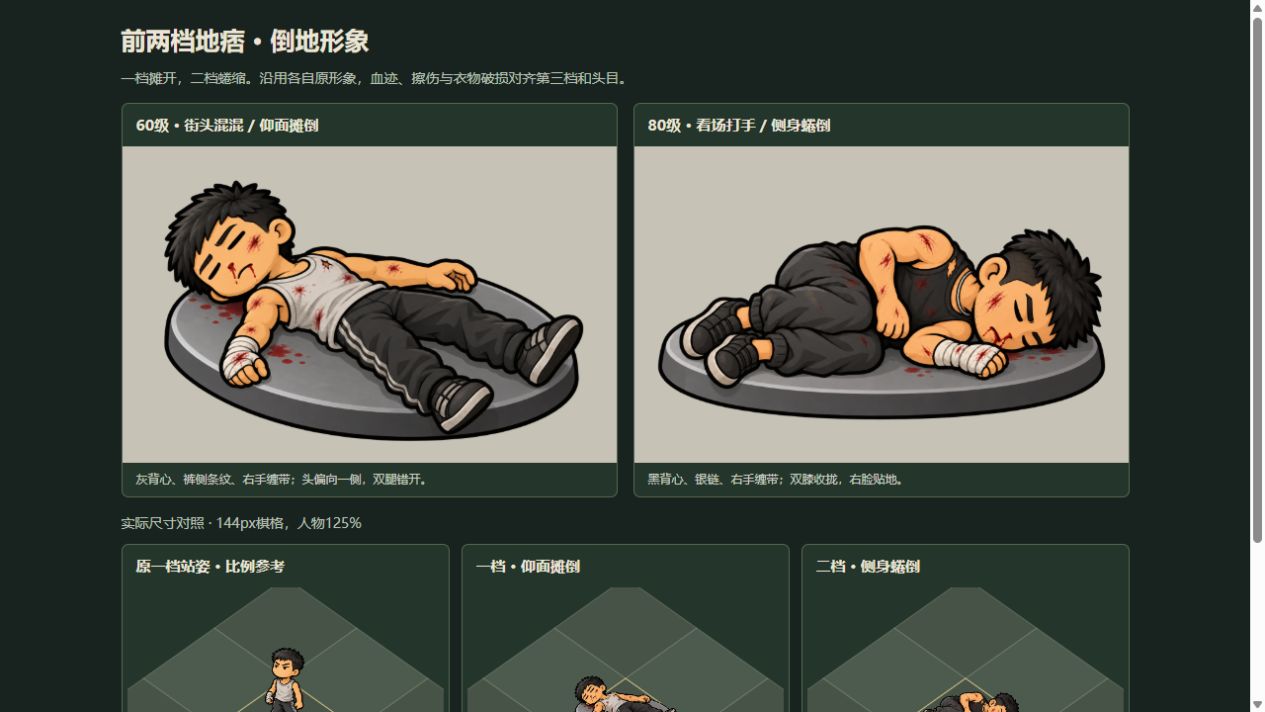 前两档地痞 · 倒地形象
一档摊开，二档蜷缩。沿用各自原形象，血迹、擦伤与衣物破损对齐第三档和头目。
60级 · 街头混混 / 仰面摊倒
80级 · 看场打手 / 侧身蜷倒
灰背心、裤侧条纹、右手缠带；头偏向一侧，双腿错开。
黑背心、银链、右手缠带；双膝收拢，右脸贴地。
实际尺寸对照 · 144px棋格，人物125%
原一档站姿 · 比例参考
一档 · 仰面摊倒
二档 · 侧身蜷倒